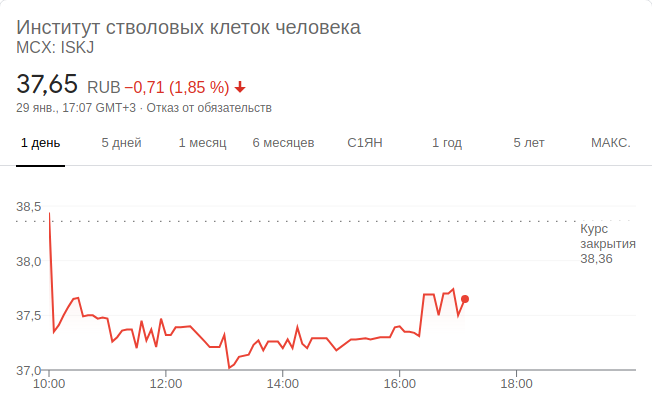 Институт стволовых клеток человека
MCX: ISKJ
37,65 RUB −0,71 (1,85 %)
29 янв., 17:07 GMT+3 · Отказ от обязательств
1 день 5 дней 1 месяц 6 месяцев С1ЯН 1 год 5 лет МАКС.
38,5
Курс
закрытия
38,36
38,0
37,5
37,0
10:00 12:00 14:00 16:00 18:00